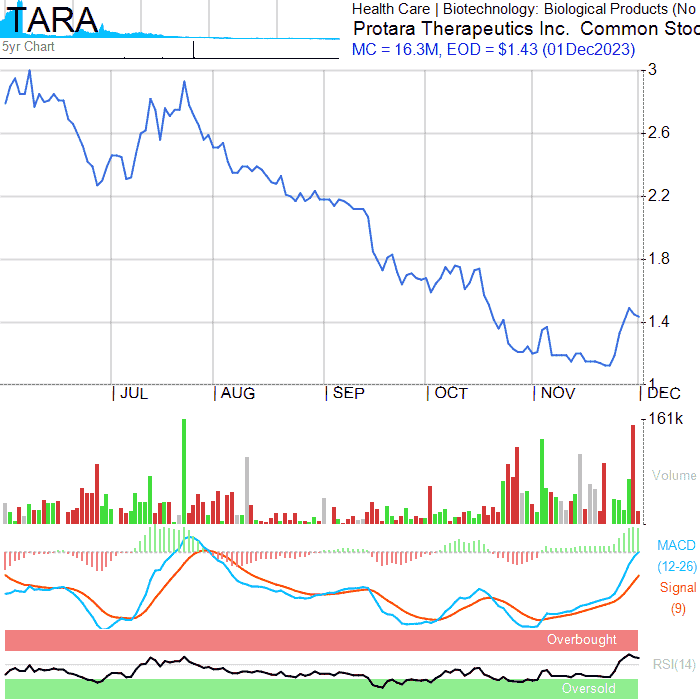 TARA
5yr Chart
Health Care | Biotechnology: Biological Products (No
Protara Therapeutics Inc.  Common Stoc
MC = 16.3M, EOD = $1.43 (01Dec2023)
3
2.6
2.2
1.8
1.4
1
| JUL | AUG | SEP | OCT | NOV | DEC
161k
Volume
MACD
(12-26)
Signal
(9)
Overbought
RSI(14)
Oversold